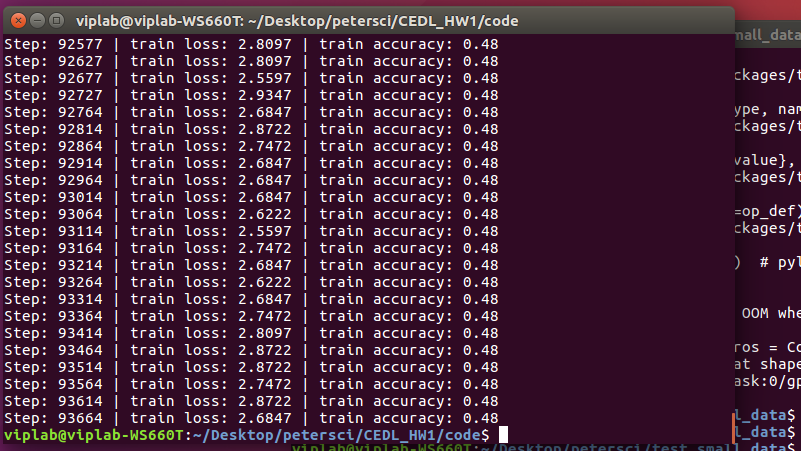 viplab@viplab-WS660T: ~/Desktop/petersci/CEDL_HW1/code
Step: 92577 | train loss: 2.8097 | train accuracy: 0.48
Step: 92627 | train loss: 2.8097 | train accuracy: 0.48
Step: 92677 | train loss: 2.5597 | train accuracy: 0.48
Step: 92727 | train loss: 2.9347 | train accuracy: 0.48
Step: 92764 | train loss: 2.6847 | train accuracy: 0.48
Step: 92814 | train loss: 2.8722 | train accuracy: 0.48
Step: 92864 | train loss: 2.7472 | train accuracy: 0.48
Step: 92914 | train loss: 2.6847 | train accuracy: 0.48
Step: 92964 | train loss: 2.6847 | train accuracy: 0.48
Step: 93014 | train loss: 2.6847 | train accuracy: 0.48
Step: 93064 | train loss: 2.6222 | train accuracy: 0.48
Step: 93114 | train loss: 2.5597 | train accuracy: 0.48
Step: 93164 | train loss: 2.7472 | train accuracy: 0.48
Step: 93214 | train loss: 2.6847 | train accuracy: 0.48
Step: 93264 | train loss: 2.6222 | train accuracy: 0.48
Step: 93314 | train loss: 2.6847 | train accuracy: 0.48
Step: 93364 | train loss: 2.7472 | train accuracy: 0.48
Step: 93414 | train loss: 2.8097 | train accuracy: 0.48
Step: 93464 | train loss: 2.8722 | train accuracy: 0.48
Step: 93514 | train loss: 2.8722 | train accuracy: 0.48
Step: 93564 | train loss: 2.7472 | train accuracy: 0.48
Step: 93614 | train loss: 2.8722 | train accuracy: 0.48
Step: 93664 | train loss: 2.6847 | train accuracy: 0.48
viplab@viplab-WS660T:~/Desktop/petersci/CEDL_HW1/code$
mall_data
ckages/t
ype, nam
ckages/t
value},
ckages/t
=op_def)
ckages/t
) # pyl
OOM whe
ros = Co
at shape
ask:0/gp
l_data$
l_data$
viplab@viplab-WS660T:~/Desktop/petersci/test_small_data$